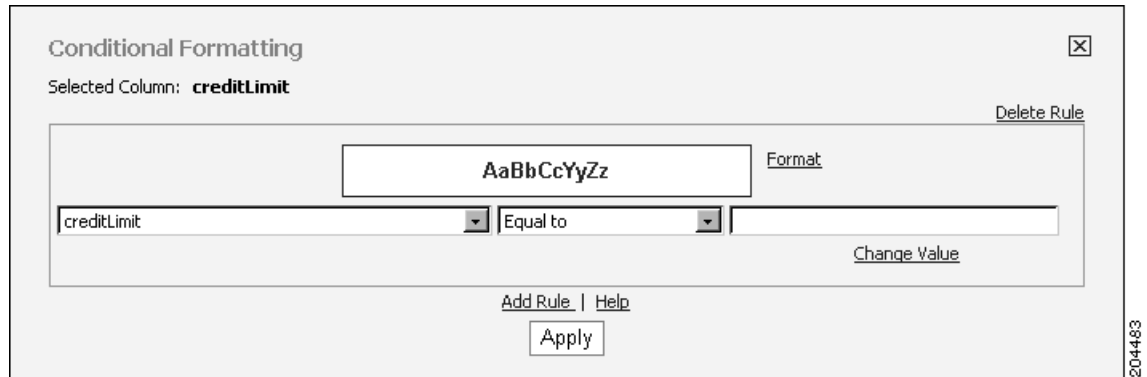 Conditional Formatting
Selected Column: creditLimit
Delete Rule
AaBbCcYyZz
Format
creditLimit Equal to
Change Value
Add Rule | Help
Apply
204483